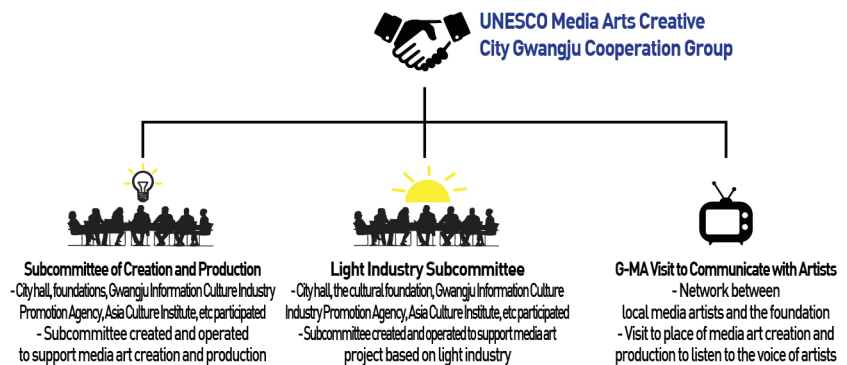 UNESCO Media Arts Creative
City Gwangju Cooperation Group
Subcommittee of Creation and Production
- City hall, foundations, Gwangju Information Culture Industry
Promotion Agency, Asia Culture Institute, etc participated
- Subcommittee created and operated
to support media art creation and production
Light Industry Subcommittee
- City hall, the cultural foundation, Gwangju Information Culture
Industry Promotion Agency, Asia Culture Institute, etc participated
- Subcommittee created and operated to support media art
project based on light industry
G-MA Visit to Communicate with Artists
- Network between
local media artists and the foundation
- Visit to place of media art creation and
production to listen to the voice of artists